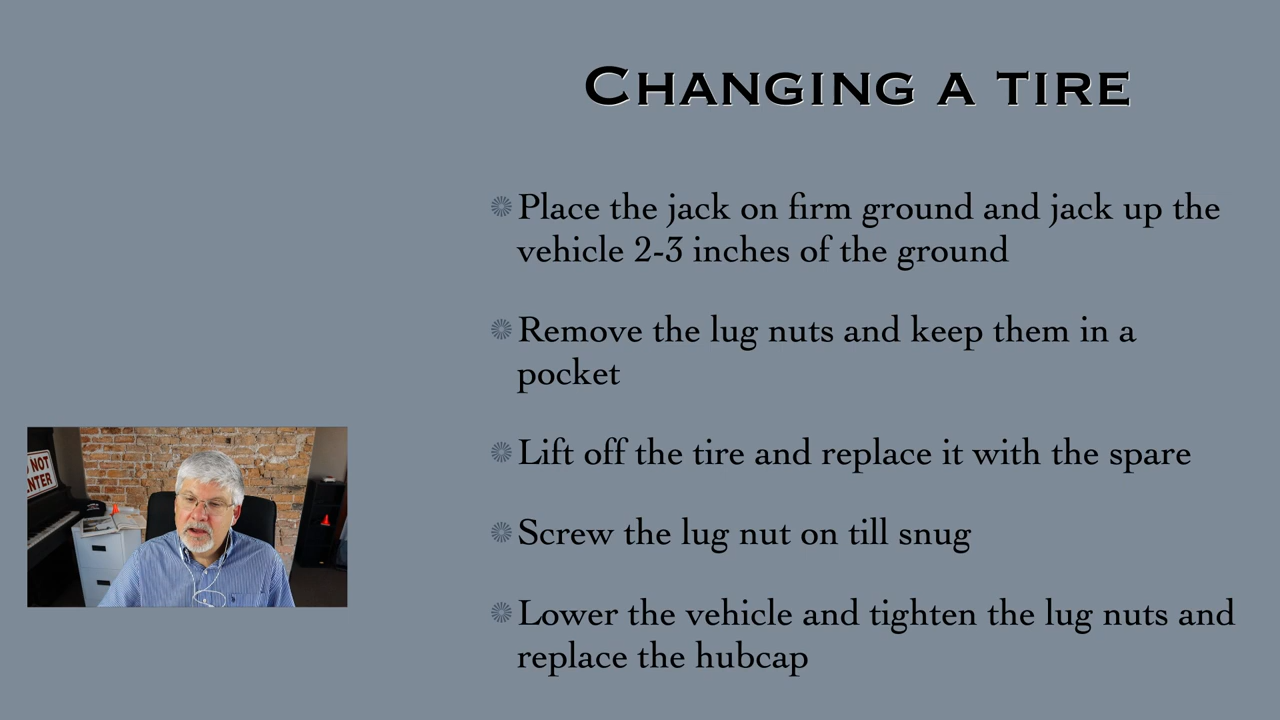 Changing a tire
Place the jack on firm ground and jack up the
vehicle 2-3 inches of the ground
Remove the lug nuts and keep them in a
pocket
Lift off the tire and replace it with the spare
Screw the lug nut on till snug
Lower the vehicle and tighten the lug nuts and
replace the hubcap
NOT
NTER